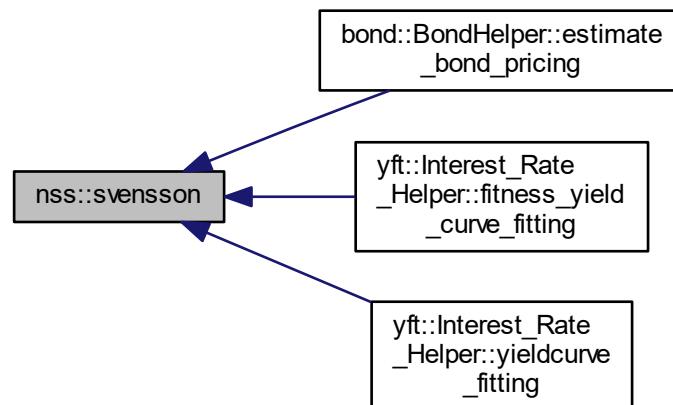 bond::BondHelper::estimate
_bond_pricing
nss::svensson
yft::Interest_Rate
_Helper::fitness_yield
_curve_fitting
yft::Interest_Rate
_Helper::yieldcurve
_fitting